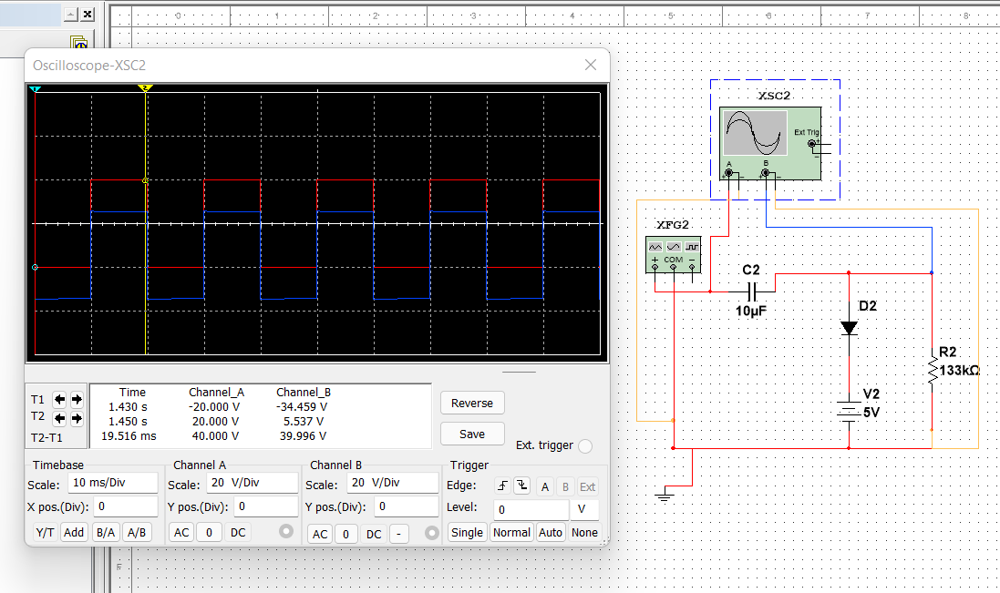 0 1 2 3 4 5 6 7 8
Oscilloscope-XSC2
1 2
T1
T2
T2-T1
Time Channel_A Channel_B
1.430 s -20.000 V -34.459 V
1.450 s 20.000 V 5.537 V
19.516 ms 40.000 V 39.996 V
Reverse
Save
Ext. trigger
Timebase
Scale: 10 ms/Div
X pos.(Div): 0
Y/T Add B/A A/B
Channel A
Scale: 20 V/Div
Y pos.(Div): 0
AC 0 DC
Channel B
Scale: 20 V/Div
Y pos.(Div): 0
AC 0 DC -
Trigger
Edge: A B Ext
Level: 0 V
Single Normal Auto None
XSC2
Ext Trig
+
-
A B
+ - + -
XFG2
+ COM -
C2
10µF
D2
R2
133kΩ
V2
5V
F